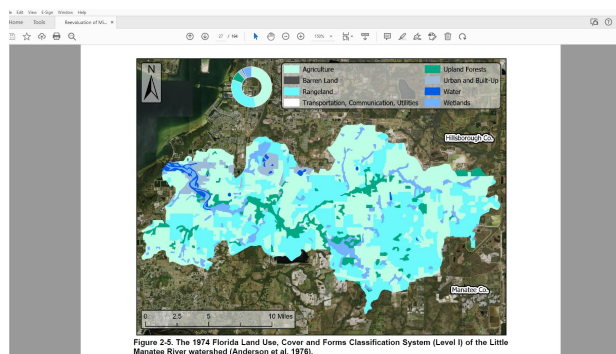 Edit View E-Sign Window Help
Home Tools Reevaluation of Mi... ×
27 / 194 150%
N
Agriculture
Barren Land
Rangeland
Transportation, Communication, Utilities
Upland Forests
Urban and Built-Up
Water
Wetlands
Hillsborough Co.
Manatee Co.
0 2.5 5 10 Miles
Figure 2-5. The 1974 Florida Land Use, Cover and Forms Classification System (Level I) of the Little
Manatee River watershed (Anderson et al. 1976).